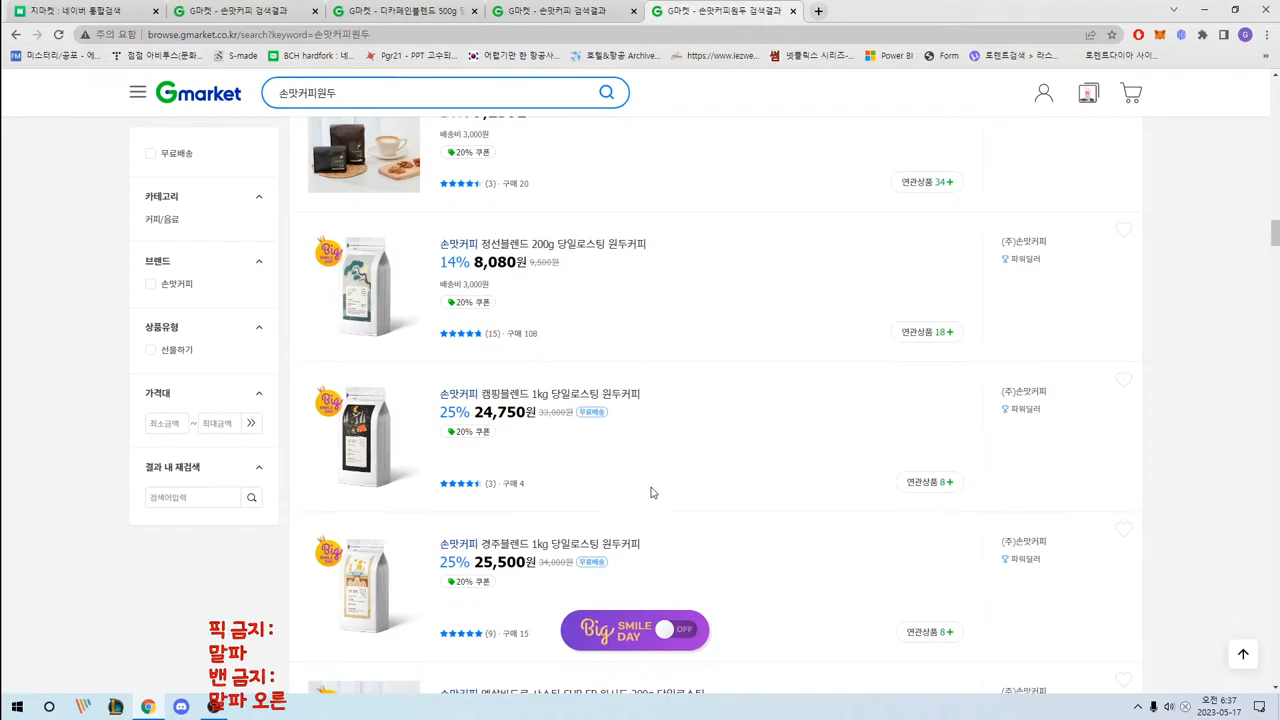 지마켓 : 네이버 통합검색
G마켓 - 손맛커피 검색결과
G마켓 - 디카페인블렌드 1kg 당
G마켓 - 손맛커피 검색결과
G마켓 - 손맛커피원두 검색결과
주의 요함 browse.gmarket.co.kr/search?keyword=손맛커피원두
미스터리/공포 - 에...
Smade
BCH hardfork : 네...
Pgr21 - PPT 고도되...
어렵기만 한 항공사...
호텔&항공 Archive...
https://www.leziwe...
넷플릭스 시리즈...
Microsoft Power BI
Form
토렌트검색 > 컨스...
토렌트다이아 사이...
Gmarket
손맛커피원두
무료배송
카테고리
커피/음료
브랜드
손맛커피
상품유형
선물하기
가격대
최소금액 ~ 최대금액
결과 내 재검색
검색어입력
배송비 3,000원
20% 쿠폰
(3) · 구매 20
연관상품 34+
Big SMILE DAY
손맛커피 정선블렌드 200g 당일로스팅 원두커피
14% 8,080원 9,500원
배송비 3,000원
20% 쿠폰
(15) · 구매 108
연관상품 18+
(주)손맛커피
파워딜러
Big SMILE DAY
손맛커피 캠핑블렌드 1kg 당일로스팅 원두커피
25% 24,750원 33,000원 무료배송
20% 쿠폰
(3) · 구매 4
연관상품 8+
(주)손맛커피
파워딜러
Big SMILE DAY
손맛커피 경주블렌드 1kg 당일로스팅 원두커피
25% 25,500원 34,000원 무료배송
20% 쿠폰
(9) · 구매 15
연관상품 8+
(주)손맛커피
파워딜러
Big SMILE DAY OFF
(주)손맛커피
픽 금지 :
말파
밴 금지 :
말파 오른
오전 6:37
2023-05-17